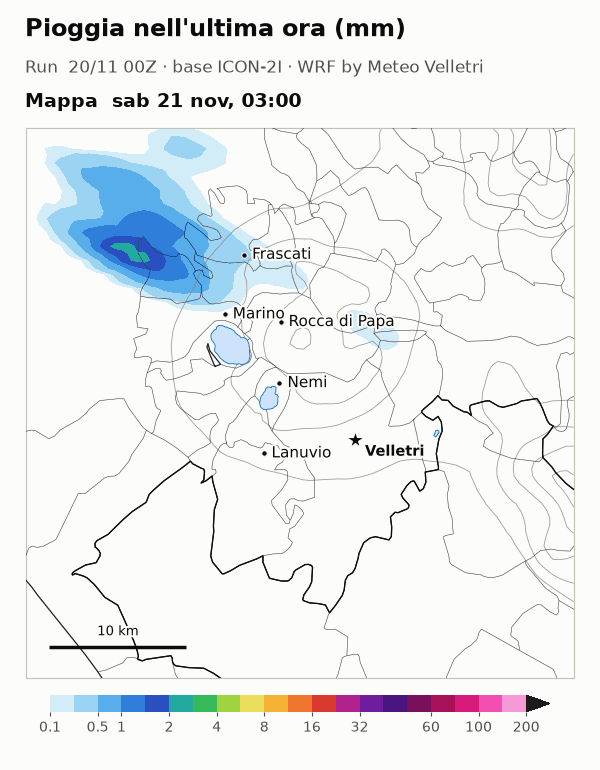 Pioggia nell'ultima ora (mm)
Run  20/11 00Z · base ICON-2I · WRF by Meteo Velletri
Mappa  sab 21 nov, 03:00
Frascati
Marino
Rocca di Papa
Nemi
Velletri
Lanuvio
10 km
0.1 0.5 1 2 4 8 16 32 60 100 200